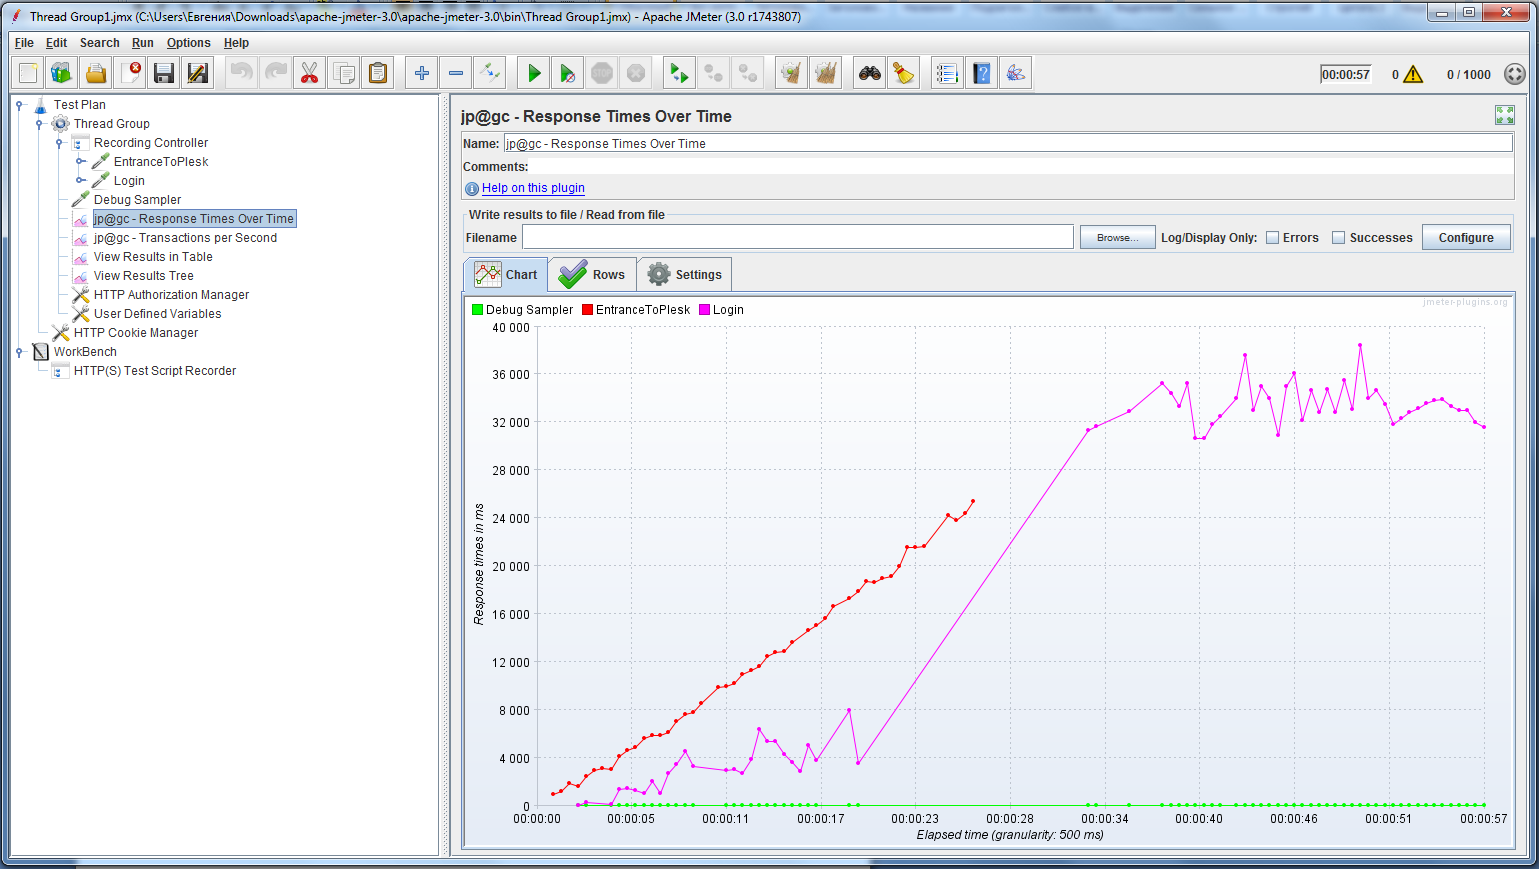 Thread Group1.jmx (C:\Users\Евгения\Downloads\apache-jmeter-3.0\apache-jmeter-3.0\bin\Thread Group1.jmx) - Apache JMeter (3.0 r1743807)
File Edit Search Run Options Help
00:00:57 0 0 / 1000
Test Plan
Thread Group
Recording Controller
EntranceToPlesk
Login
Debug Sampler
jp@gc - Response Times Over Time
jp@gc - Transactions per Second
View Results in Table
View Results Tree
HTTP Authorization Manager
User Defined Variables
HTTP Cookie Manager
WorkBench
HTTP(S) Test Script Recorder
jp@gc - Response Times Over Time
Name: jp@gc - Response Times Over Time
Comments:
Help on this plugin
Write results to file / Read from file
Filename Browse... Log/Display Only: Errors Successes Configure
Chart Rows Settings
jmeter-plugins.org
Debug Sampler EntranceToPlesk Login
40 000
36 000
32 000
28 000
24 000
20 000
16 000
12 000
8 000
4 000
0
Response times in ms
00:00:00 00:00:05 00:00:11 00:00:17 00:00:23 00:00:28 00:00:34 00:00:40 00:00:46 00:00:51 00:00:57
Elapsed time (granularity: 500 ms)